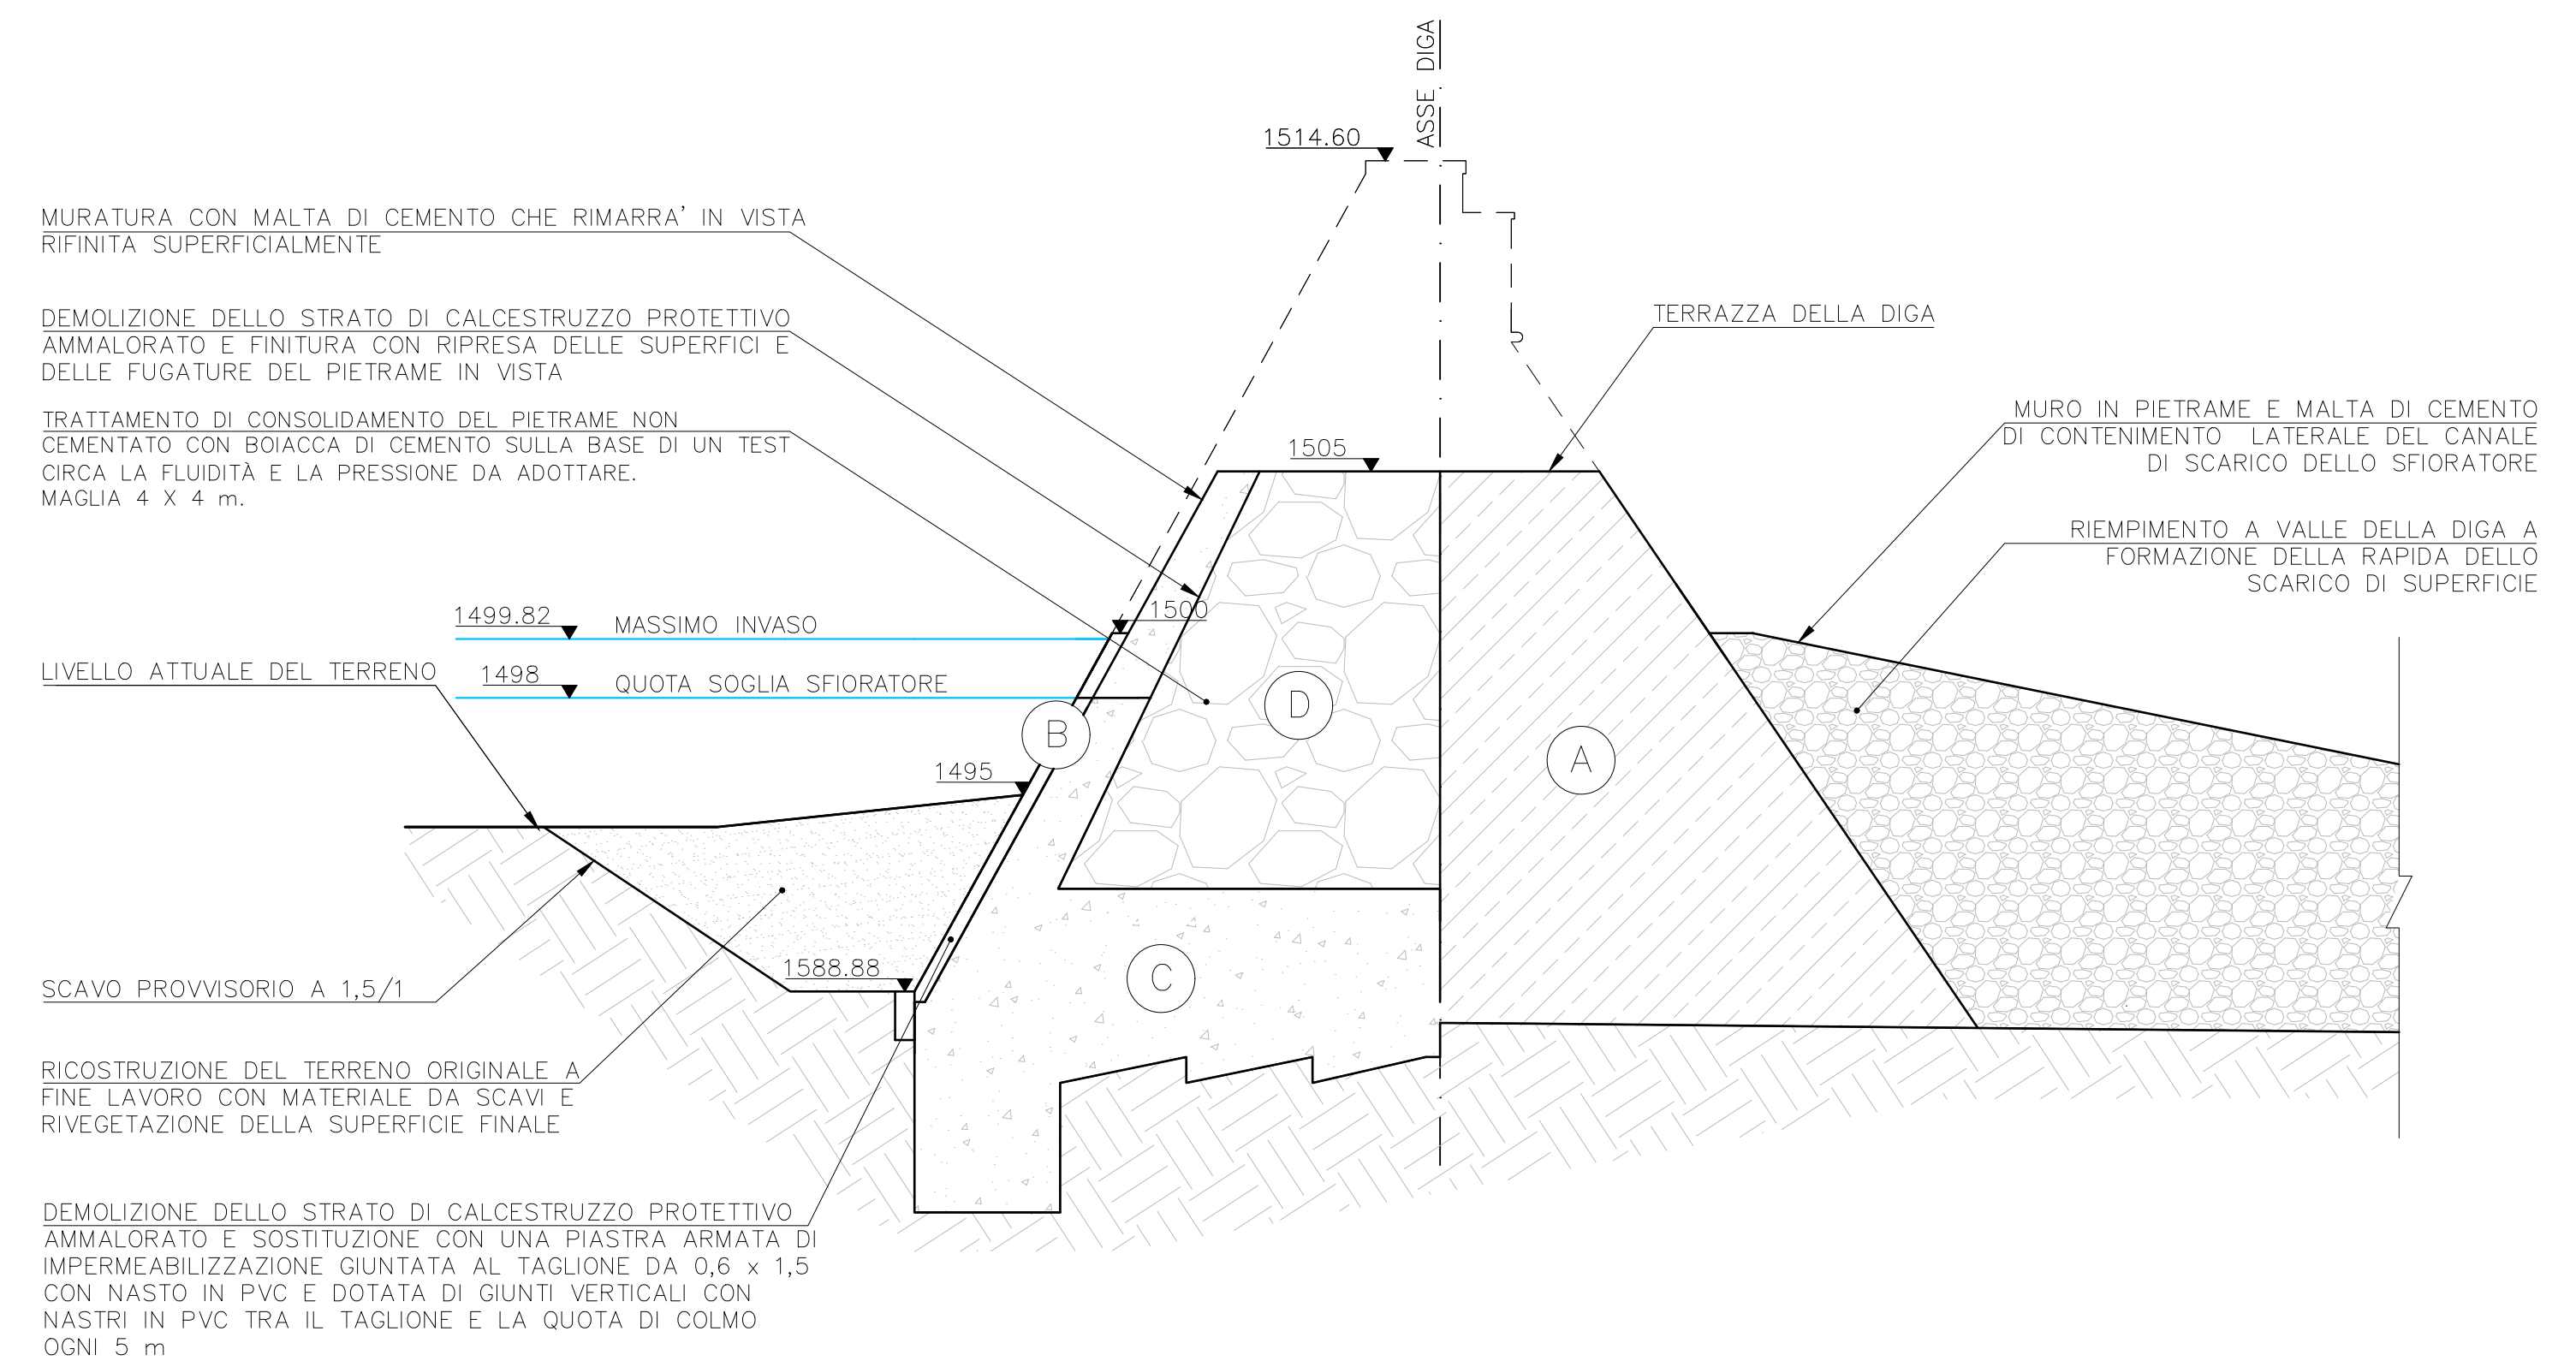 ASSE DIGA
1514.60
MURATURA CON MALTA DI CEMENTO CHE RIMARRA' IN VISTA
RIFINITA SUPERFICIALMENTE
DEMOLIZIONE DELLO STRATO DI CALCESTRUZZO PROTETTIVO
AMMALORATO E FINITURA CON RIPRESA DELLE SUPERFICI E
DELLE FUGATURE DEL PIETRAME IN VISTA
TRATTAMENTO DI CONSOLIDAMENTO DEL PIETRAME NON
CEMENTATO CON BOIACCA DI CEMENTO SULLA BASE DI UN TEST
CIRCA LA FLUIDITÀ E LA PRESSIONE DA ADOTTARE.
MAGLIA 4 X 4 m.
TERRAZZA DELLA DIGA
MURO IN PIETRAME E MALTA DI CEMENTO
DI CONTENIMENTO LATERALE DEL CANALE
DI SCARICO DELLO SFIORATORE
1505
RIEMPIMENTO A VALLE DELLA DIGA A
FORMAZIONE DELLA RAPIDA DELLO
SCARICO DI SUPERFICIE
1499.82
MASSIMO INVASO
1500
LIVELLO ATTUALE DEL TERRENO
1498
QUOTA SOGLIA SFIORATORE
B
D
A
1495
1588.88
C
SCAVO PROVVISORIO A 1,5/1
RICOSTRUZIONE DEL TERRENO ORIGINALE A
FINE LAVORO CON MATERIALE DA SCAVI E
RIVEGETAZIONE DELLA SUPERFICIE FINALE
DEMOLIZIONE DELLO STRATO DI CALCESTRUZZO PROTETTIVO
AMMALORATO E SOSTITUZIONE CON UNA PIASTRA ARMATA DI
IMPERMEABILIZZAZIONE GIUNTATA AL TAGLIONE DA 0,6 x 1,5
CON NASTO IN PVC E DOTATA DI GIUNTI VERTICALI CON
NASTRI IN PVC TRA IL TAGLIONE E LA QUOTA DI COLMO
OGNI 5 m